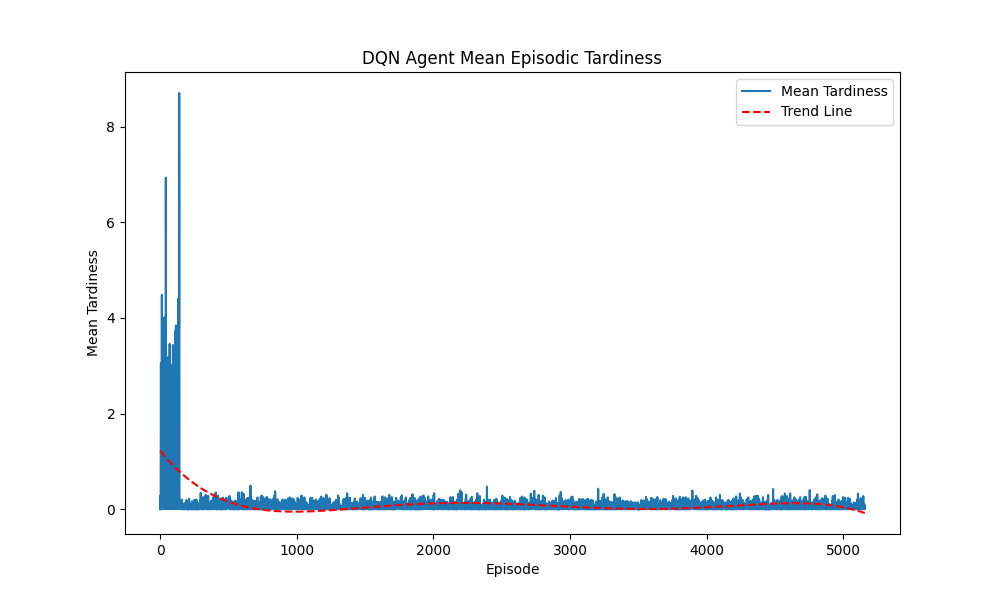 DQN Agent Mean Episodic Tardiness
Mean Tardiness
Trend Line
8
6
4
2
0
Mean Tardiness
0 1000 2000 3000 4000 5000
Episode